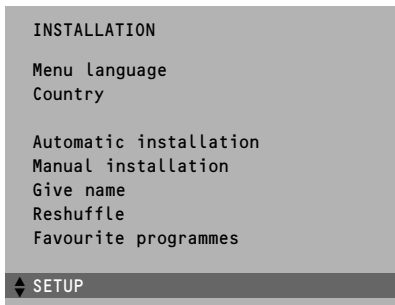 INSTALLATION
Menu language
Country
Automatic installation
Manual installation
Give name
Reshuffle
Favourite programmes
SETUP